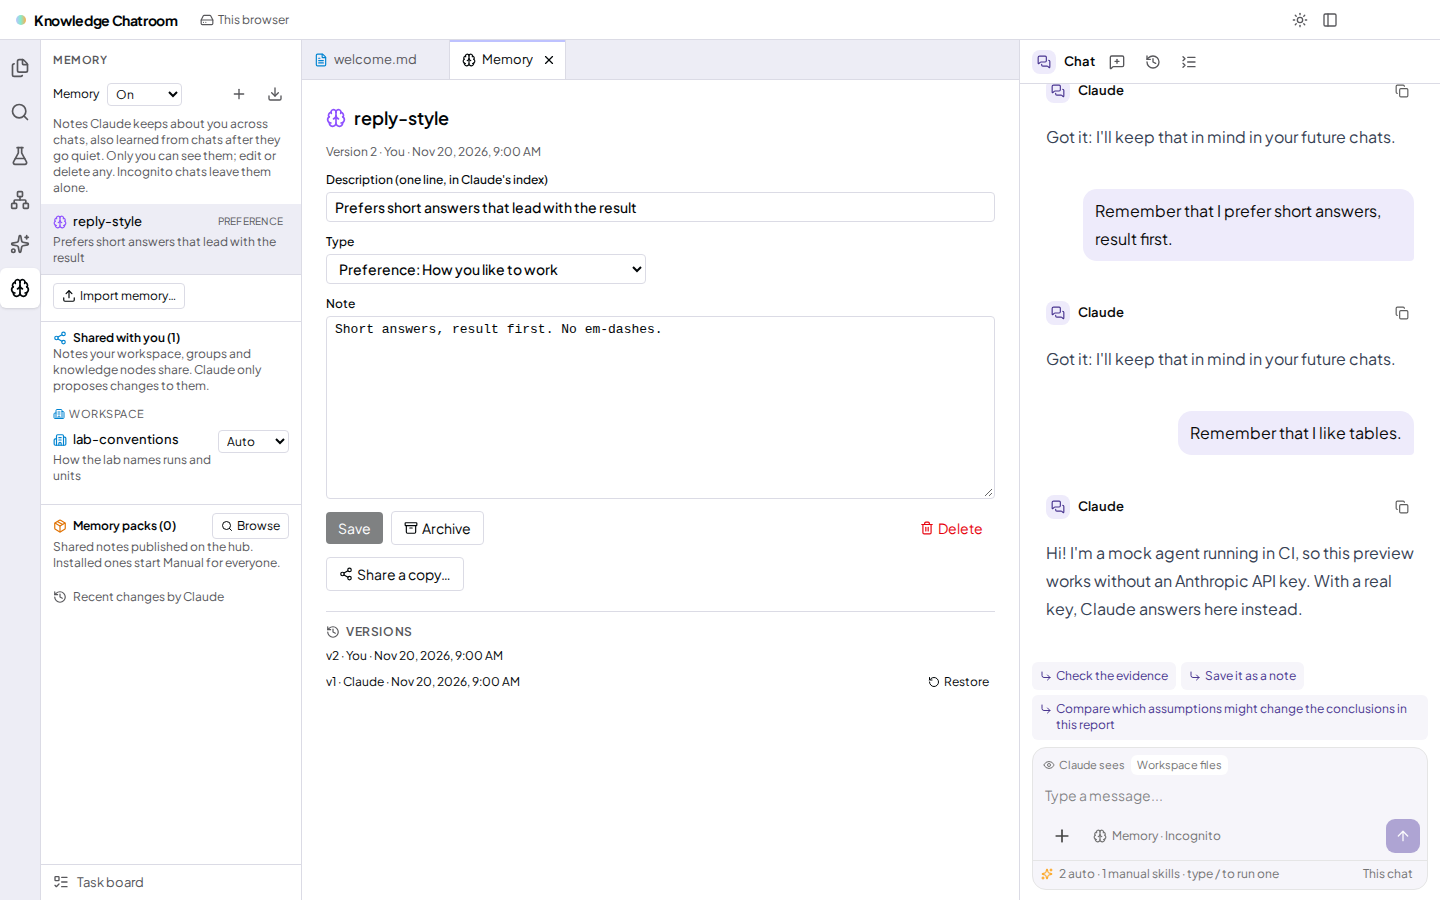 Knowledge Chatroom
This browser
MEMORY
Memory
On
Notes Claude keeps about you across
chats, also learned from chats after they
go quiet. Only you can see them; edit or
delete any. Incognito chats leave them
alone.
reply-style
PREFERENCE
Prefers short answers that lead with the
result
Import memory…
Shared with you (1)
Notes your workspace, groups and
knowledge nodes share. Claude only
proposes changes to them.
WORKSPACE
lab-conventions
Auto
How the lab names runs and
units
Memory packs (0)
Browse
Shared notes published on the hub.
Installed ones start Manual for everyone.
Recent changes by Claude
Task board
welcome.md
Memory
reply-style
Version 2 · You · Nov 20, 2026, 9:00 AM
Description (one line, in Claude's index)
Prefers short answers that lead with the result
Type
Preference: How you like to work
Note
Short answers, result first. No em-dashes.
Save
Archive
Delete
Share a copy…
VERSIONS
v2 · You · Nov 20, 2026, 9:00 AM
v1 · Claude · Nov 20, 2026, 9:00 AM
Restore
Chat
Claude
Got it: I'll keep that in mind in your future chats.
Remember that I prefer short answers,
result first.
Claude
Got it: I'll keep that in mind in your future chats.
Remember that I like tables.
Claude
Hi! I'm a mock agent running in CI, so this preview
works without an Anthropic API key. With a real
key, Claude answers here instead.
Check the evidence
Save it as a note
Compare which assumptions might change the conclusions in
this report
Claude sees
Workspace files
Type a message...
Memory · Incognito
2 auto · 1 manual skills · type / to run one
This chat